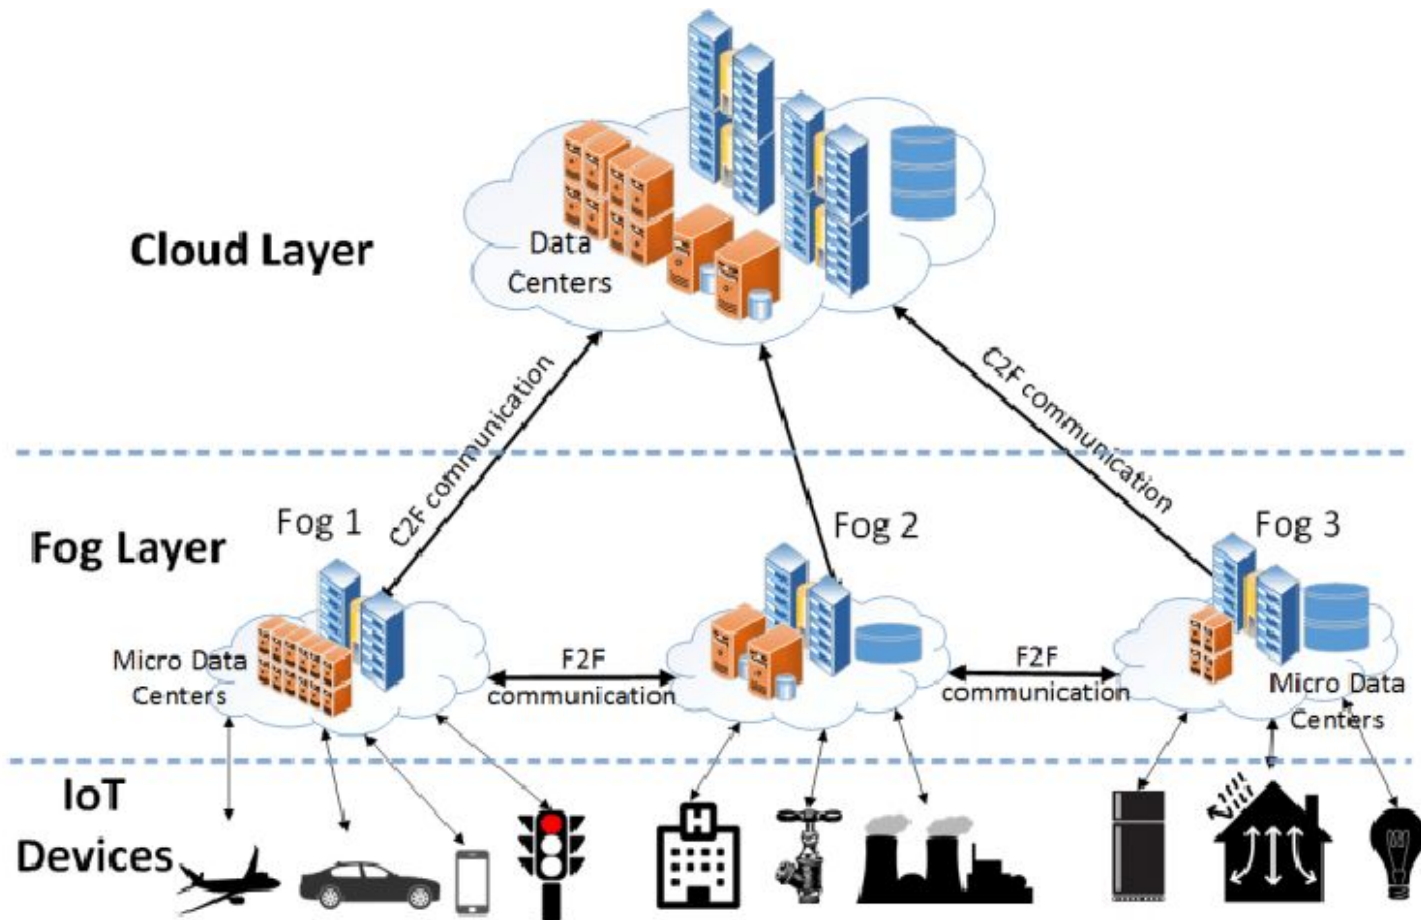 Cloud Layer
Data
Centers
C2F communication
C2F communication
Fog Layer
Fog 1
Fog 2
Fog 3
Micro Data
Centers
F2F
communication
F2F
communication
Micro Data
Centers
IoT
Devices
H